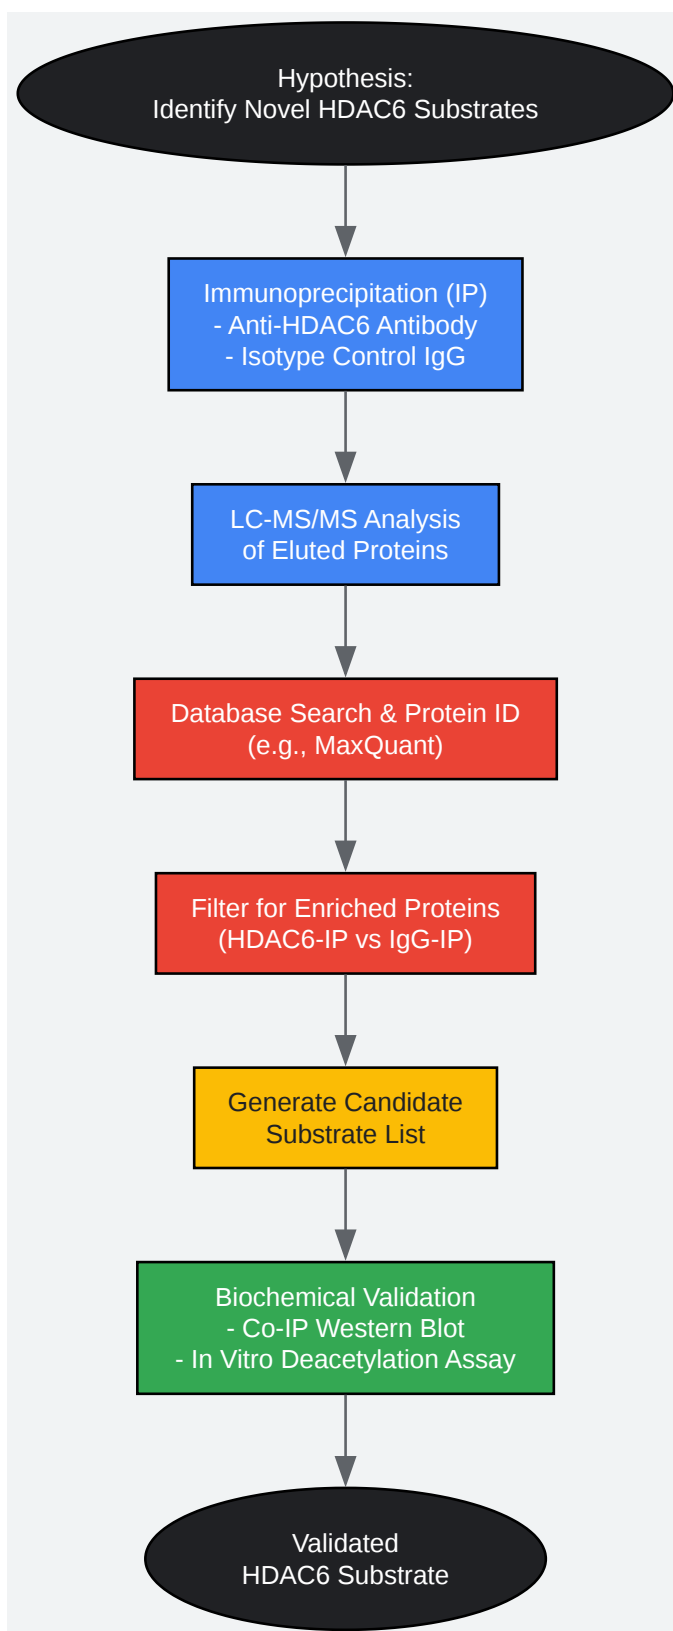 Hypothesis:
Identify Novel HDAC6 Substrates
Immunoprecipitation (IP)
- Anti-HDAC6 Antibody
- Isotype Control IgG
LC-MS/MS Analysis
of Eluted Proteins
Database Search & Protein ID
(e.g., MaxQuant)
Filter for Enriched Proteins
(HDAC6-IP vs IgG-IP)
Generate Candidate
Substrate List
Biochemical Validation
- Co-IP Western Blot
- In Vitro Deacetylation Assay
Validated
HDAC6 Substrate